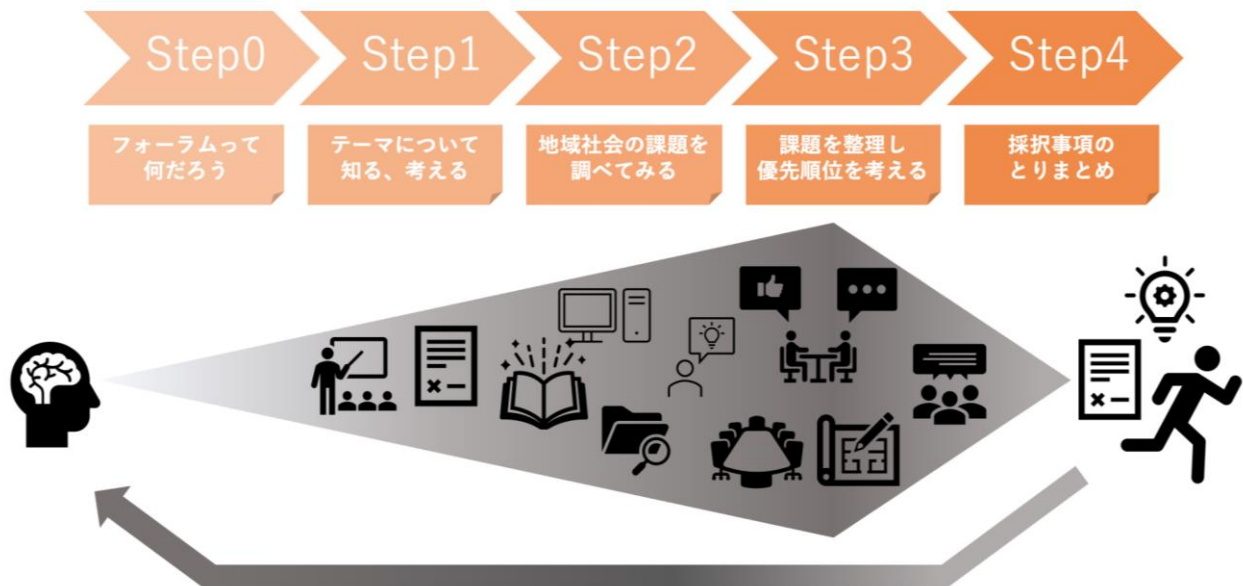 Step0
Step1
Step2
Step3
Step4
フォーラムって
何だろう
テーマについて
知る、考える
地域社会の課題を
調べてみる
課題を整理し
優先順位を考える
採択事項の
とりまとめ